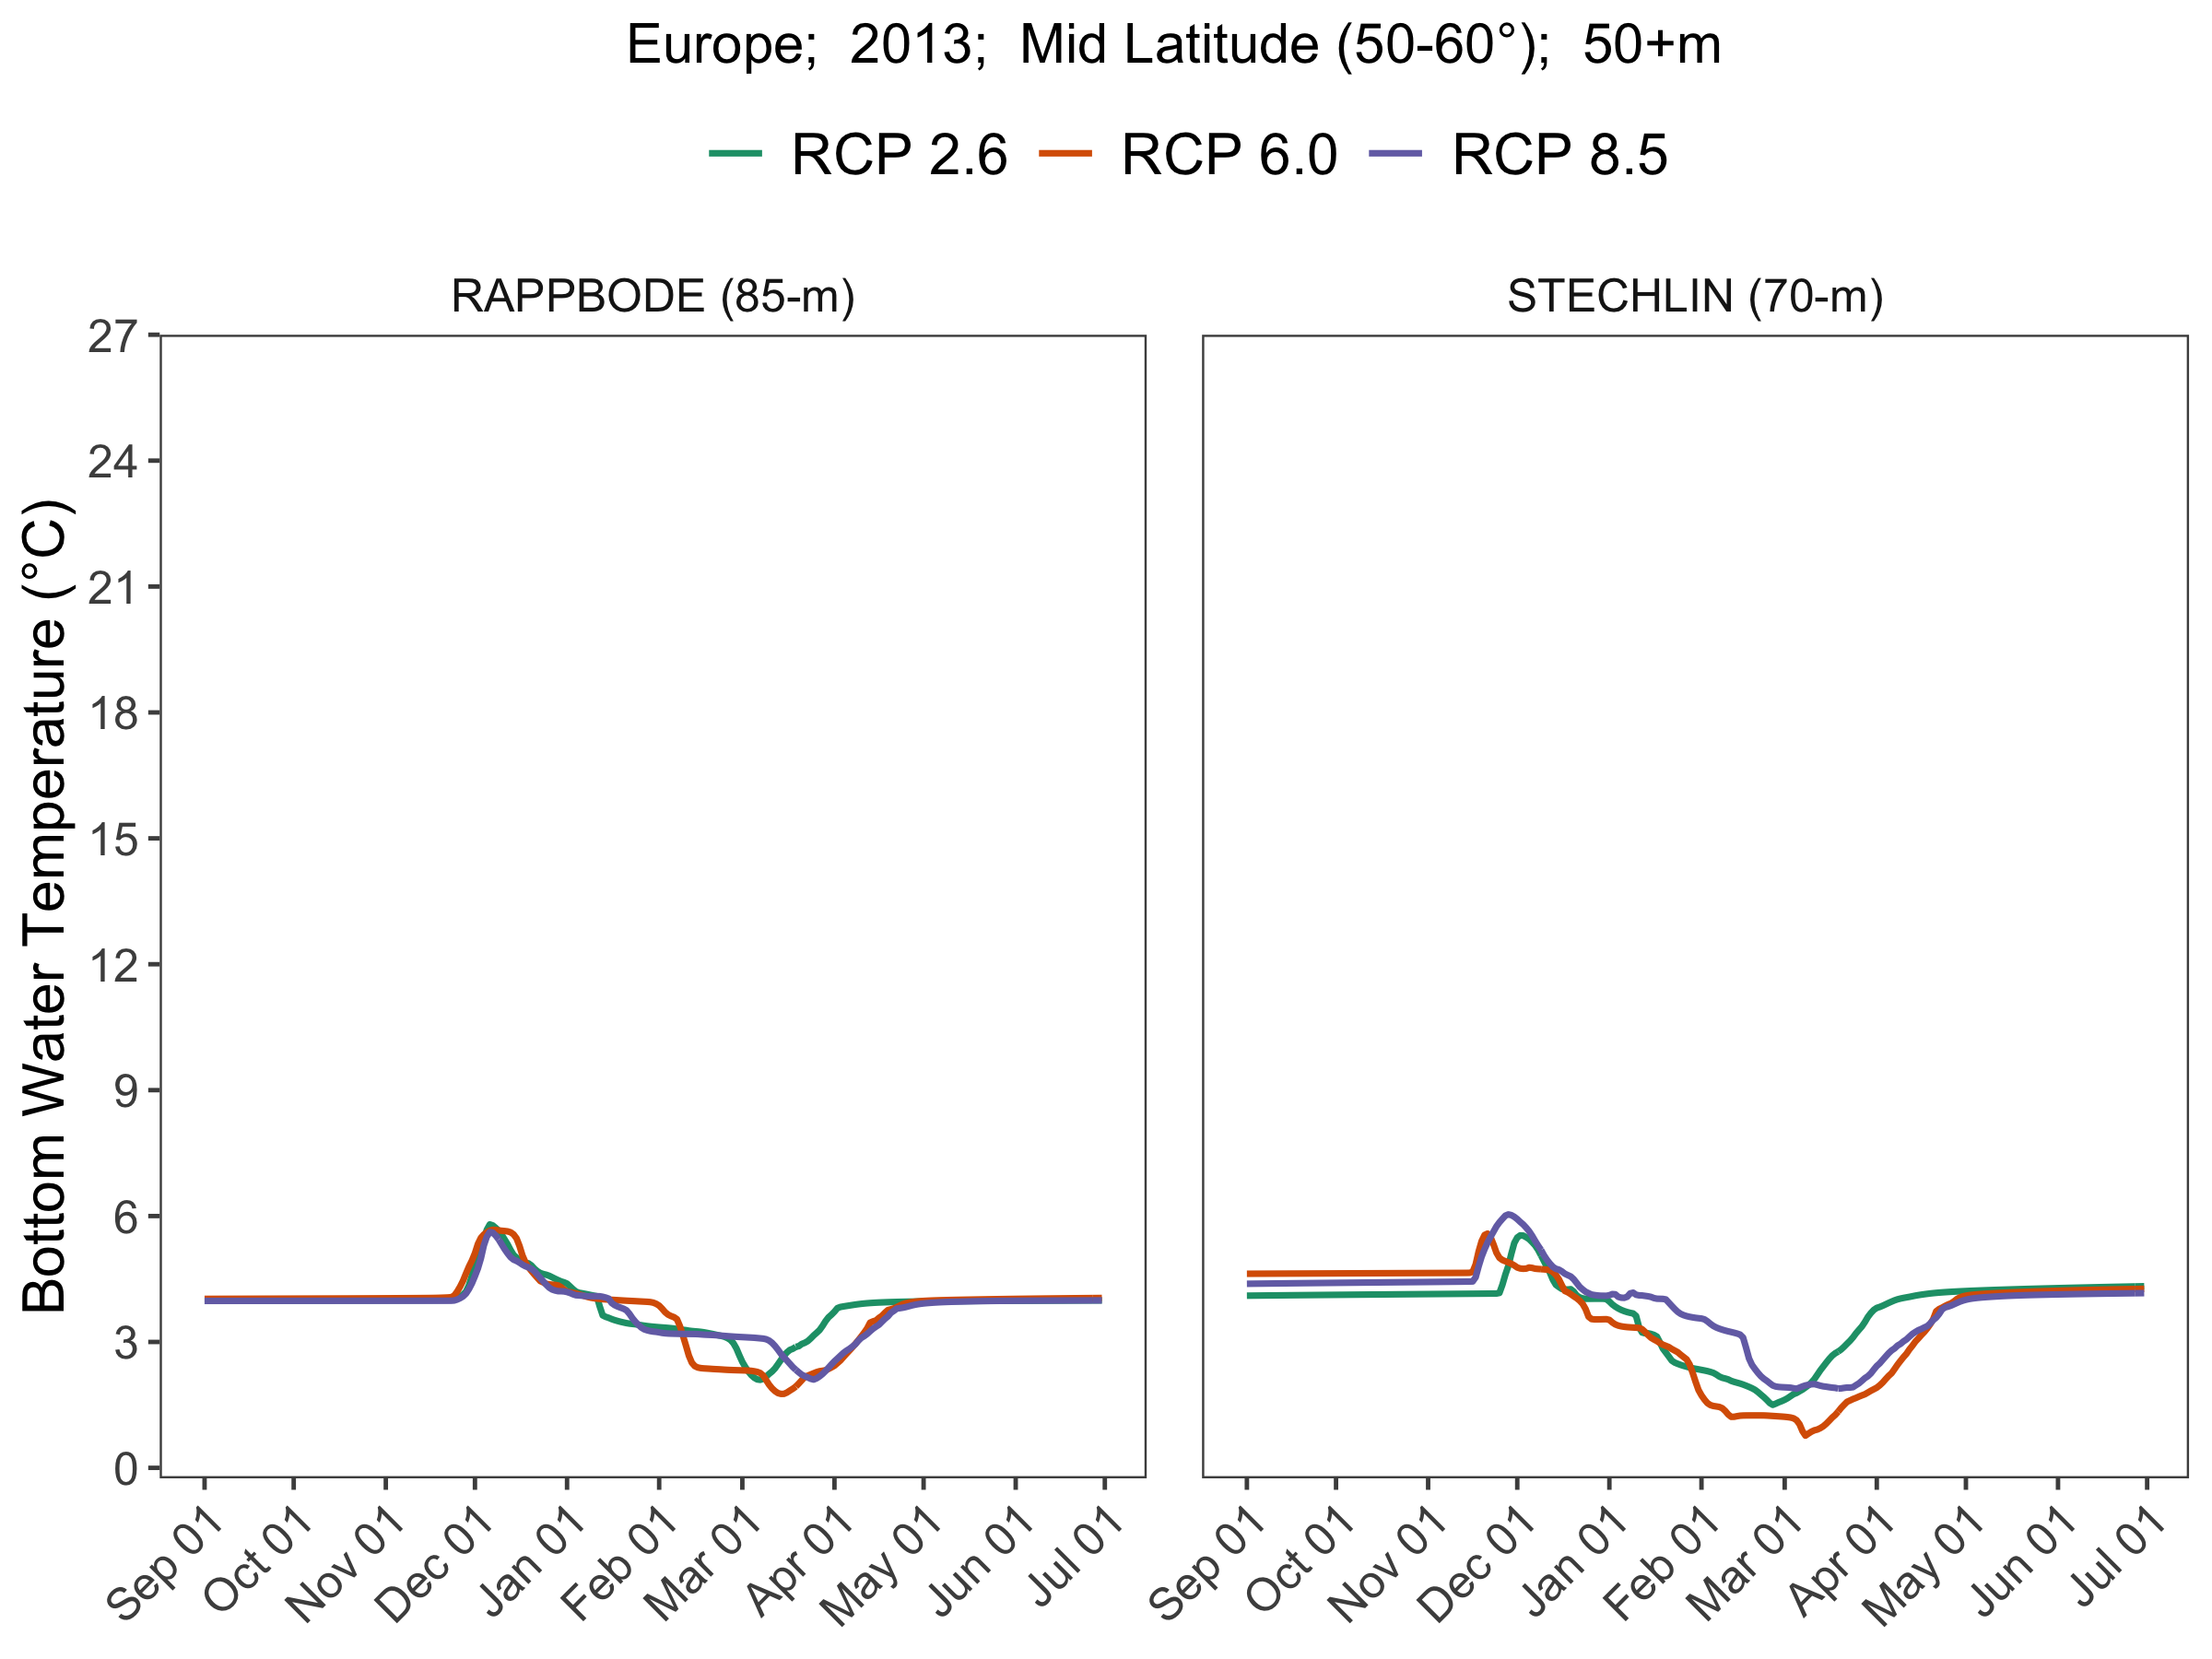 Europe;  2013;  Mid Latitude (50-60°);  50+m
RCP 2.6 RCP 6.0 RCP 8.5
RAPPBODE (85-m) STECHLIN (70-m)
Bottom Water Temperature (°C)
27
24
21
18
15
12
9
6
3
0
Sep 01 Oct 01 Nov 01 Dec 01 Jan 01 Feb 01 Mar 01 Apr 01 May 01 Jun 01 Jul 01
Sep 01 Oct 01 Nov 01 Dec 01 Jan 01 Feb 01 Mar 01 Apr 01 May 01 Jun 01 Jul 01